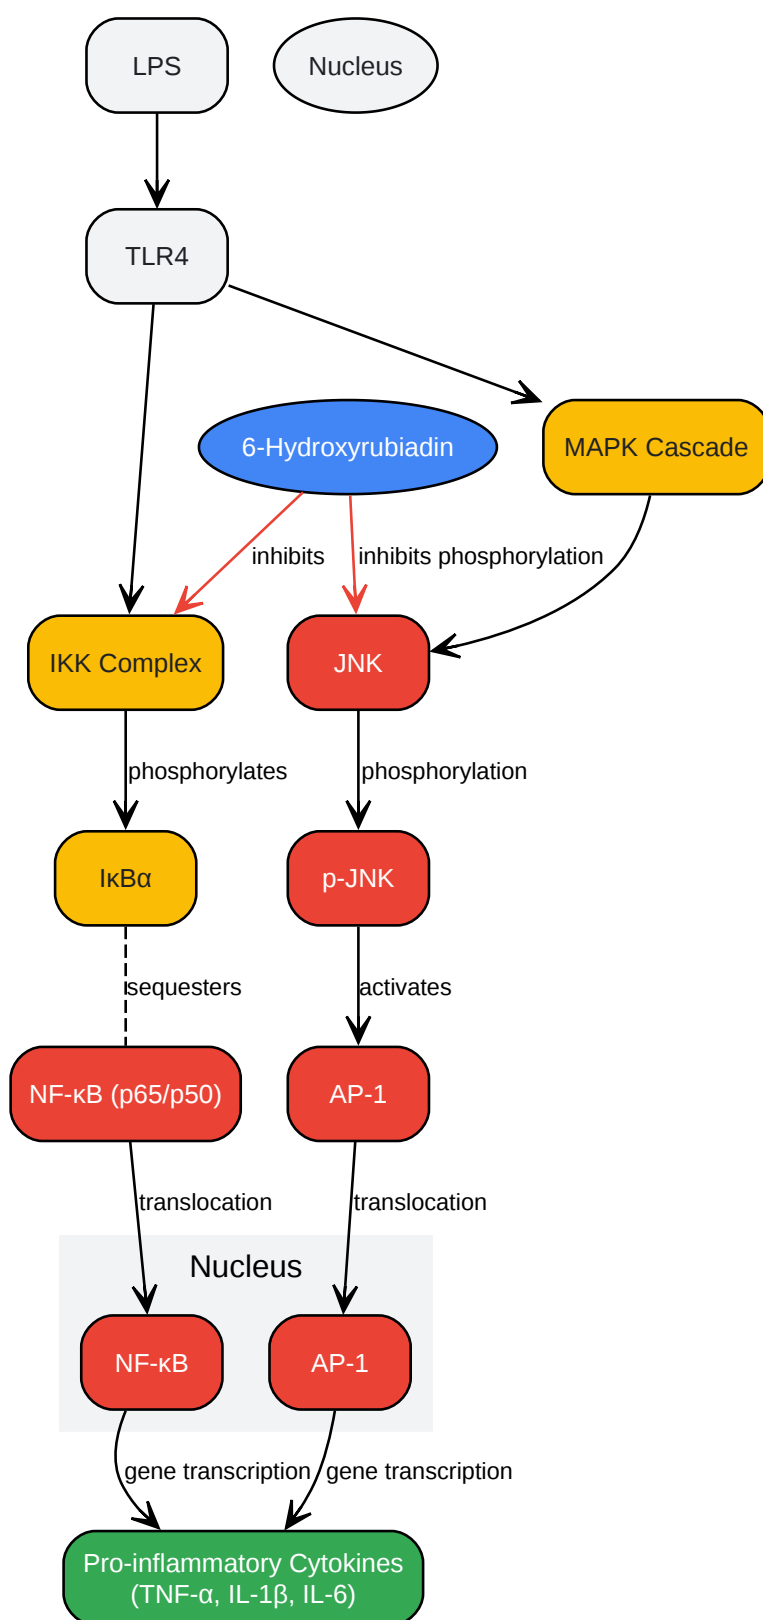 LPS
Nucleus
TLR4
6-Hydroxyrubiadin
MAPK Cascade
inhibits
inhibits phosphorylation
IKK Complex
JNK
phosphorylates
phosphorylation
IκBα
p-JNK
sequesters
activates
NF-κB (p65/p50)
AP-1
translocation
translocation
Nucleus
NF-κB
AP-1
gene transcription
gene transcription
Pro-inflammatory Cytokines
(TNF-α, IL-1β, IL-6)